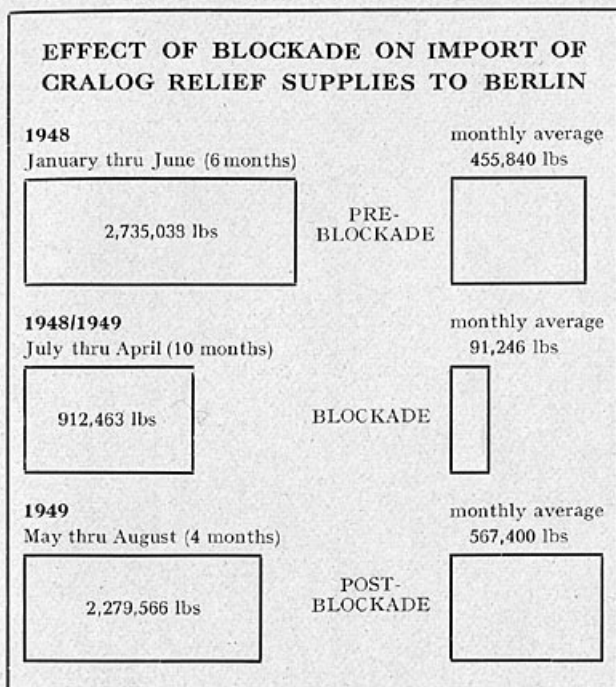 EFFECT OF BLOCKADE ON IMPORT OF
CRALOG RELIEF SUPPLIES TO BERLIN
1948
January thru June (6 months)
2,735,038 lbs
PRE-
BLOCKADE
monthly average
455,840 lbs
1948/1949
July thru April (10 months)
912,463 lbs
BLOCKADE
monthly average
91,246 lbs
1949
May thru August (4 months)
2,279,566 lbs
POST-
BLOCKADE
monthly average
567,400 lbs